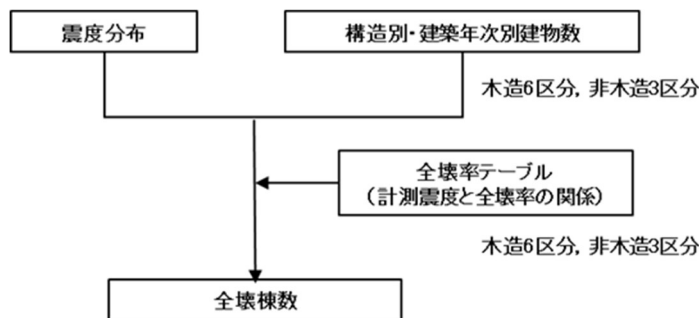 震度分布
構造別・建築年次別建物数
木造6区分，非木造3区分
全壊率テーブル
（計測震度と全壊率の関係）
木造6区分，非木造3区分
全壊棟数